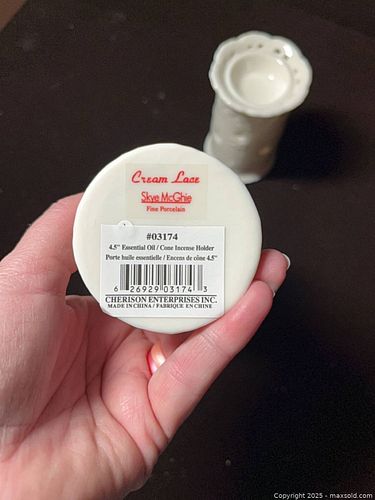 Cream Lace
Skye McGhie
Fine Porcelain
#03174
4.5" Essential Oil / Cone Incense Holder
Porte huile essentielle / Encens de cône 4.5"
6 26929 03174 3
CHERISON ENTERPRISES INC.
MADE IN CHINA / FABRIQUE EN CHINE
Copyright 2025 - maxsold.com